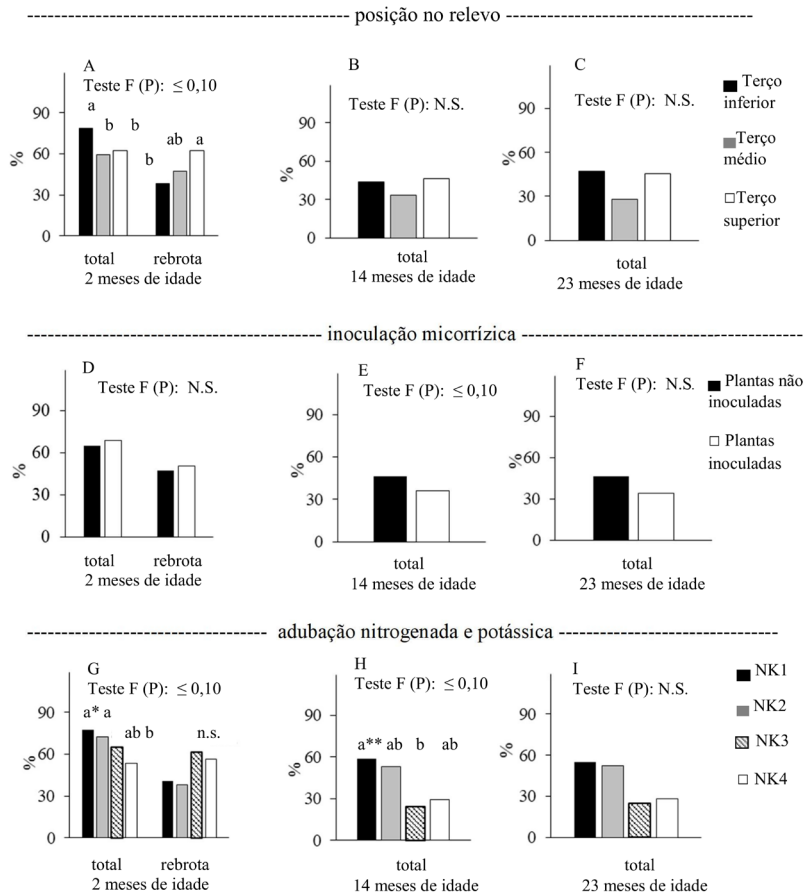 posição no relevo
A
Teste F (P): ≤ 0,10
a
b b
b ab a
90
60
30
0
%
total rebrota
2 meses de idade
B
Teste F (P): N.S.
90
60
30
0
%
total
14 meses de idade
C
Teste F (P): N.S.
90
60
30
0
%
total
23 meses de idade
Terço
inferior
Terço
médio
Terço
superior
inoculação micorrízica
D
Teste F (P): N.S.
90
60
30
0
%
total rebrota
2 meses de idade
E
Teste F (P): ≤ 0,10
90
60
30
0
%
total
14 meses de idade
F
Teste F (P): N.S.
90
60
30
0
%
total
23 meses de idade
Plantas não
inoculadas
Plantas
inoculadas
adubação nitrogenada e potássica
G
Teste F (P): ≤ 0,10
a* a
ab b n.s.
90
60
30
0
%
total rebrota
2 meses de idade
H
Teste F (P): ≤ 0,10
a** ab b ab
90
60
30
0
%
total
14 meses de idade
I
Teste F (P): N.S.
90
60
30
0
%
total
23 meses de idade
NK1
NK2
NK3
NK4